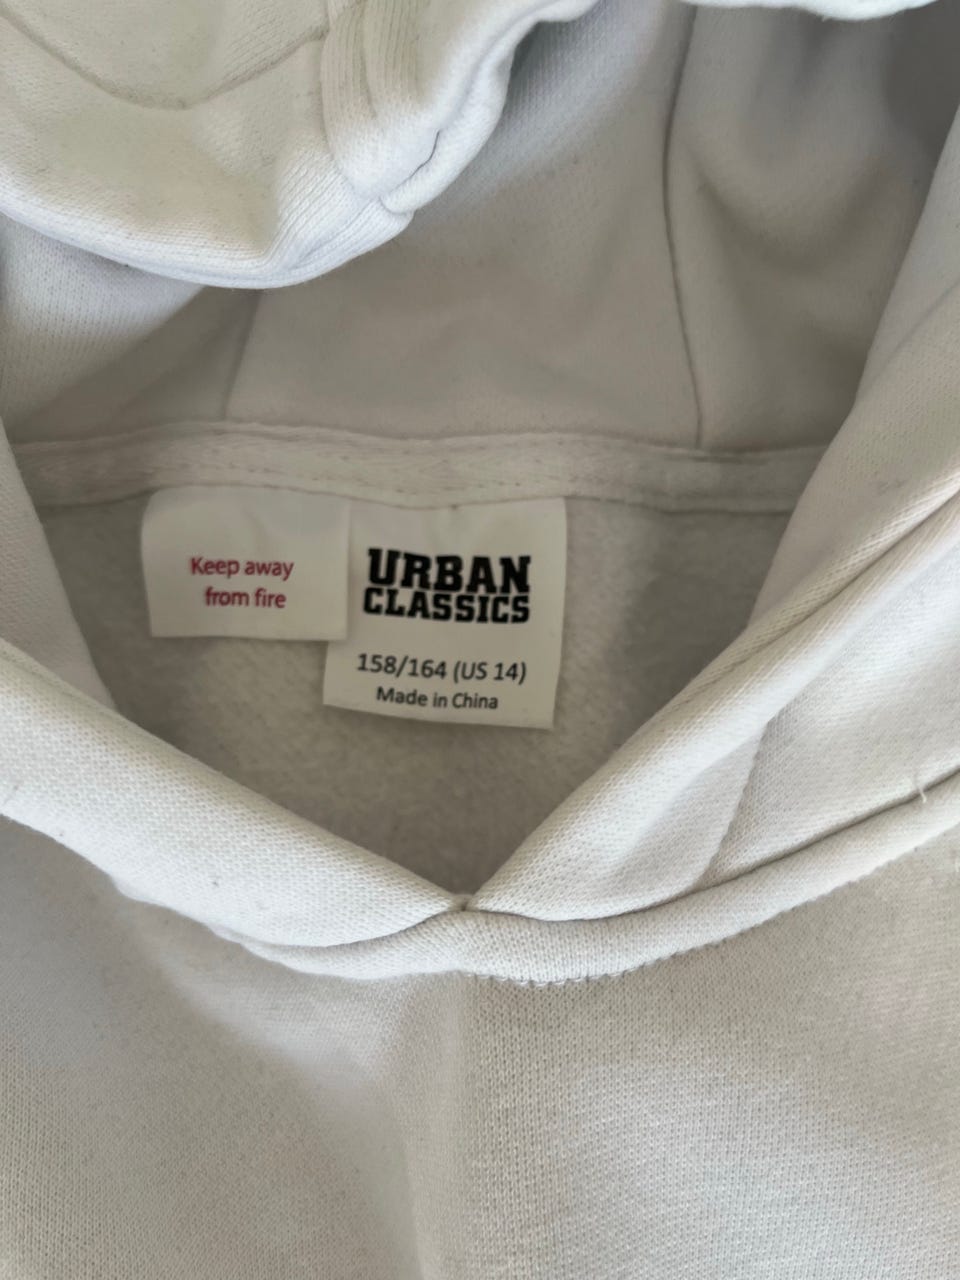 Keep away
from fire
URBAN
CLASSICS
158/164 (US 14)
Made in China